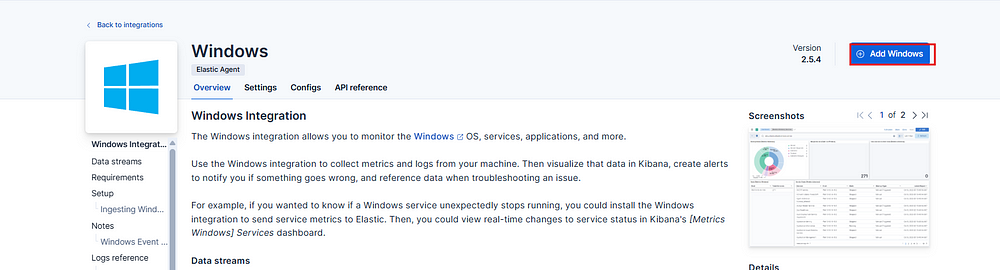 Back to integrations
Windows
Elastic Agent
Version
2.5.4
Add Windows
Overview Settings Configs API reference
Windows Integrat...
Data streams
Requirements
Setup
Ingesting Wind...
Notes
Windows Event ...
Logs reference
Windows Integration
The Windows integration allows you to monitor the Windows OS, services, applications, and more.
Use the Windows integration to collect metrics and logs from your machine. Then visualize that data in Kibana, create alerts
to notify you if something goes wrong, and reference data when troubleshooting an issue.
For example, if you wanted to know if a Windows service unexpectedly stops running, you could install the Windows
integration to send service metrics to Elastic. Then, you could view real-time changes to service status in Kibana's [Metrics
Windows] Services dashboard.
Data streams
Screenshots
1 of 2
271
0
Details